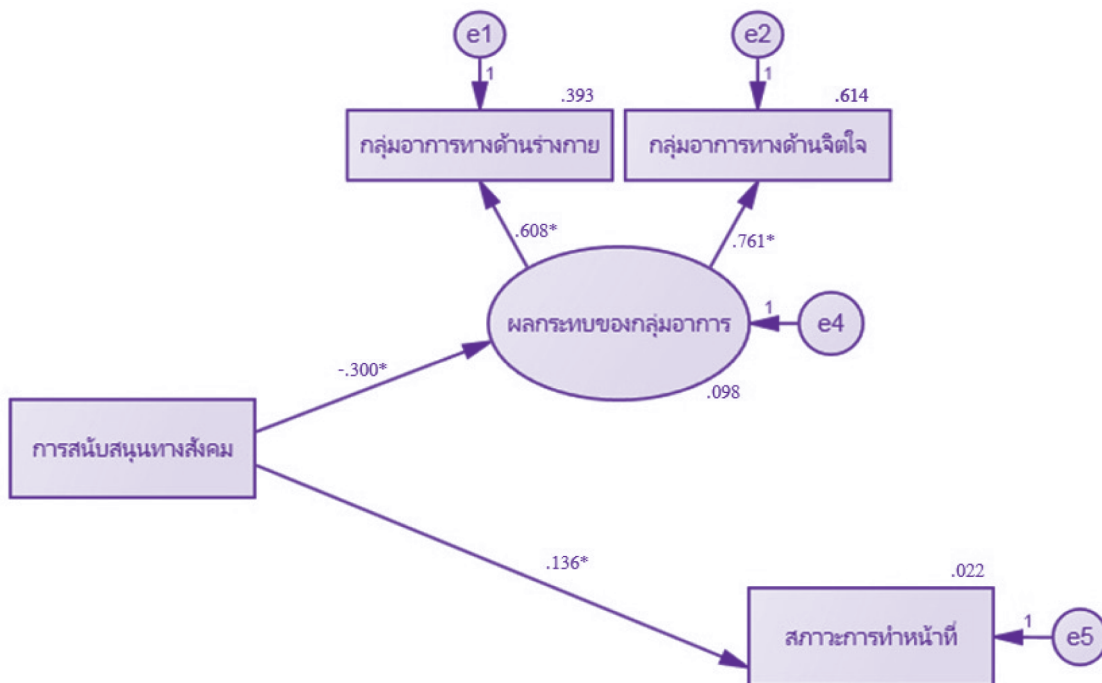 e1
e2
1
1
.393
.614
กลุ่มอาการทางด้านร่างกาย
กลุ่มอาการทางด้านจิตใจ
.608*
.761*
ผลกระทบของกลุ่มอาการ
1
e4
-.300*
.098
การสนับสนุนทางสังคม
.136*
.022
สภาวะการทำหน้าที่
1
e5